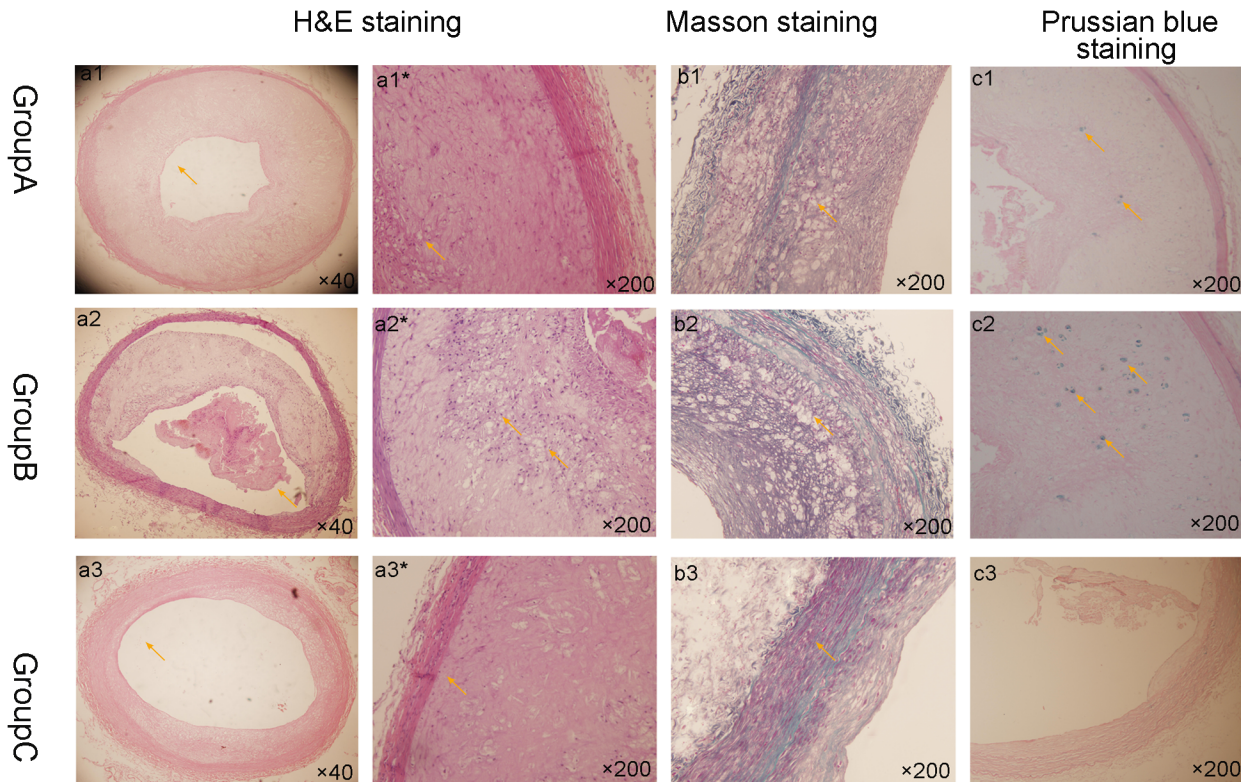 H&E staining
Masson staining
Prussian blue
staining
GroupA
a1
×40
a1*
×200
b1
×200
c1
×200
GroupB
a2
×40
a2*
×200
b2
×200
c2
×200
GroupC
a3
×40
a3*
×200
b3
×200
c3
×200